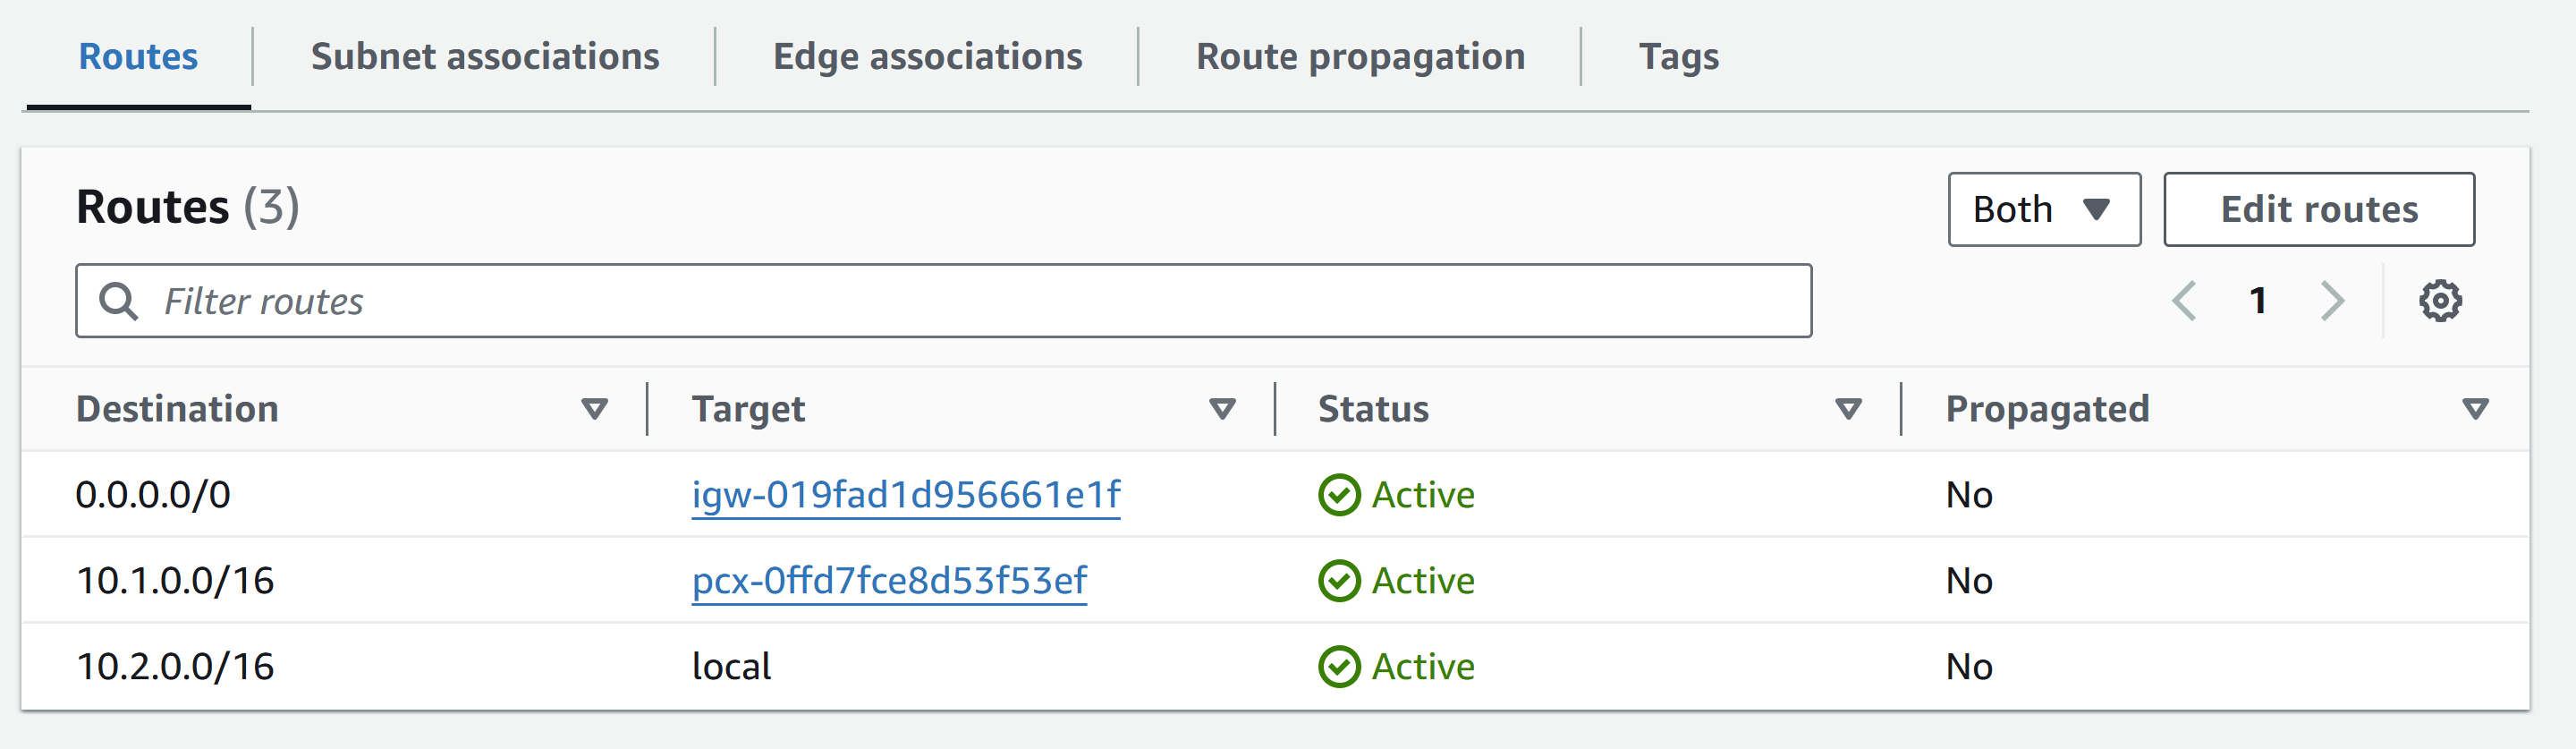 Routes Subnet associations Edge associations Route propagation Tags
Routes (3)
Both Edit routes
Filter routes 1
Destination Target Status Propagated
0.0.0.0/0 igw-019fad1d956661e1f Active No
10.1.0.0/16 pcx-0ffd7fce8d53f53ef Active No
10.2.0.0/16 local Active No